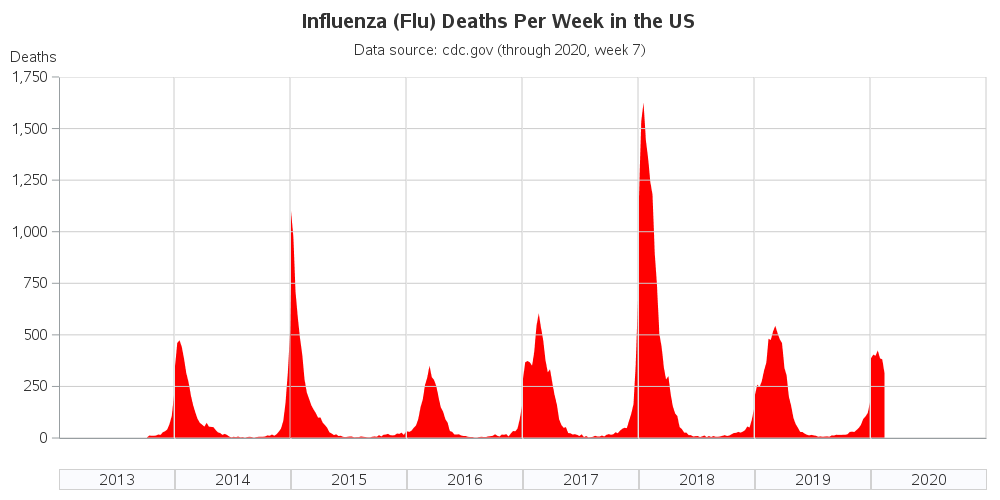 Influenza (Flu) Deaths Per Week in the US
Data source: cdc.gov (through 2020, week 7)
Deaths
1,750
1,500
1,250
1,000
750
500
250
0
2013 2014 2015 2016 2017 2018 2019 2020